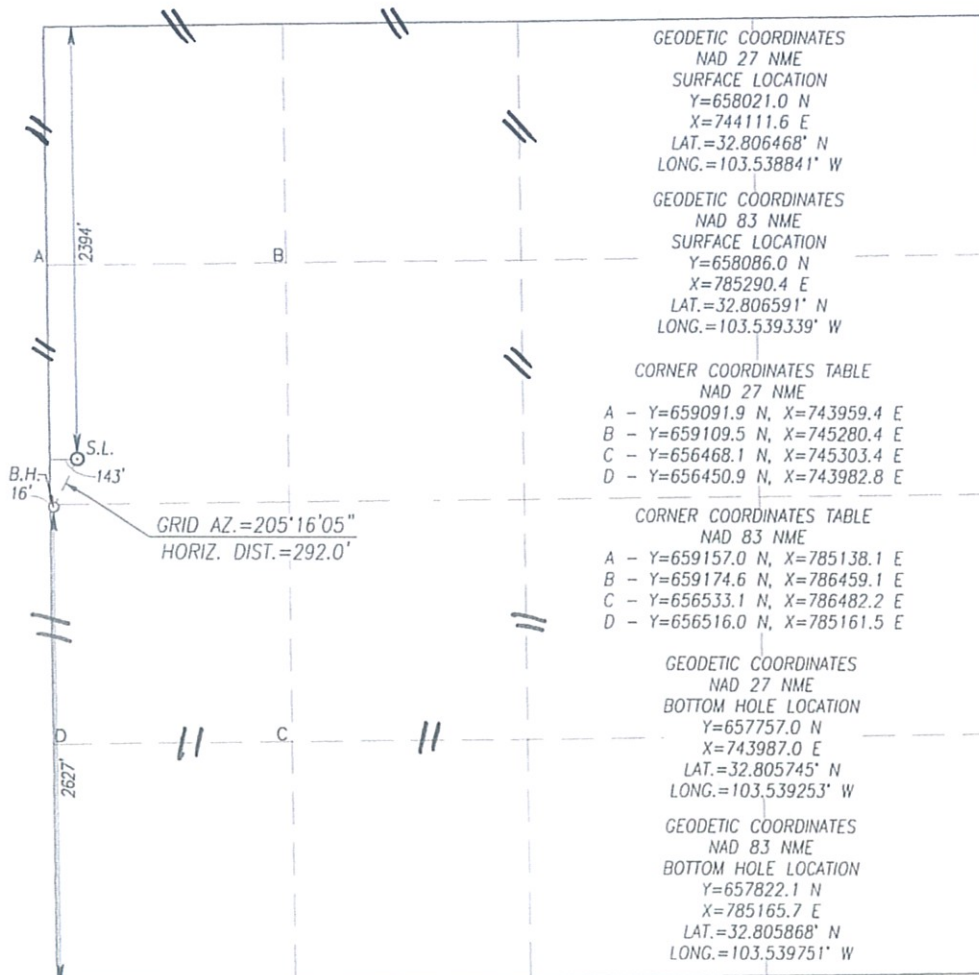 GEODETIC COORDINATES
NAD 27 NME
SURFACE LOCATION
Y=658021.0 N
X=744111.6 E
LAT.=32.806468° N
LONG.=103.538841° W
GEODETIC COORDINATES
NAD 83 NME
SURFACE LOCATION
Y=658086.0 N
X=785290.4 E
LAT.=32.806591° N
LONG.=103.539339° W
2394'
A
B
CORNER COORDINATES TABLE
NAD 27 NME
A - Y=659091.9 N, X=743959.4 E
B - Y=659109.5 N, X=745280.4 E
C - Y=656468.1 N, X=745303.4 E
D - Y=656450.9 N, X=743982.8 E
S.L.
143'
B.H.
16'
GRID AZ.=205°16'05"
HORIZ. DIST.=292.0'
CORNER COORDINATES TABLE
NAD 83 NME
A - Y=659157.0 N, X=785138.1 E
B - Y=659174.6 N, X=786459.1 E
C - Y=656533.1 N, X=786482.2 E
D - Y=656516.0 N, X=785161.5 E
GEODETIC COORDINATES
NAD 27 NME
BOTTOM HOLE LOCATION
Y=657757.0 N
X=743987.0 E
LAT.=32.805745° N
LONG.=103.539253° W
D
C
2627'
GEODETIC COORDINATES
NAD 83 NME
BOTTOM HOLE LOCATION
Y=657822.1 N
X=785165.7 E
LAT.=32.805868° N
LONG.=103.539751° W